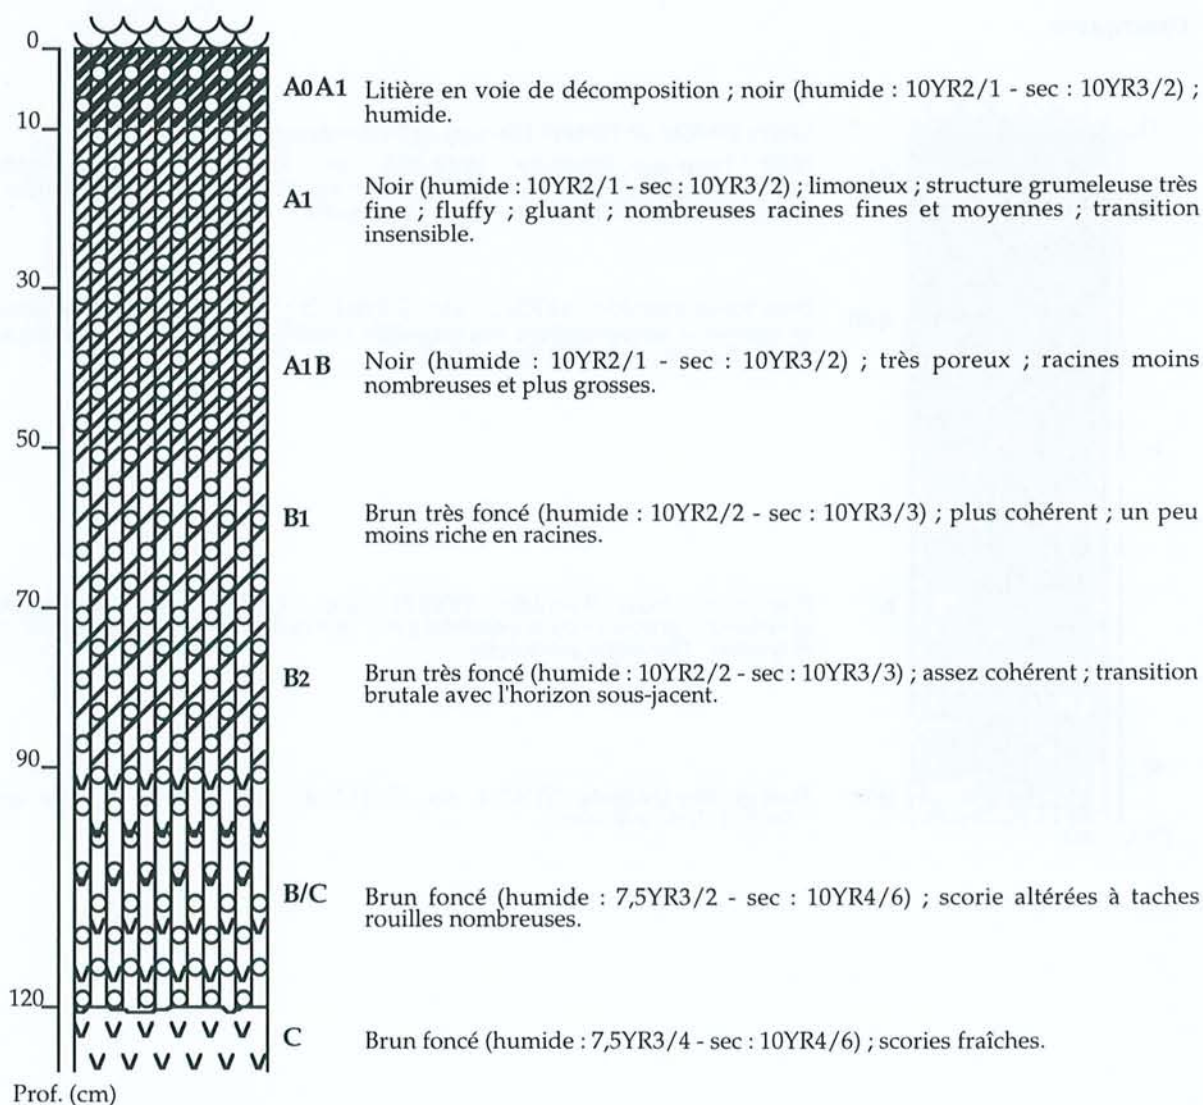 0
A0A1 Litière en voie de décomposition ; noir (humide : 10YR2/1 - sec : 10YR3/2) ;
humide.
10
Noir (humide : 10YR2/1 - sec : 10YR3/2) ; limoneux ; structure grumeleuse très
A1 fine ; fluffy ; gluant ; nombreuses racines fines et moyennes ; transition
insensible.
30
A1B Noir (humide : 10YR2/1 - sec : 10YR3/2) ; très poreux ; racines moins
nombreuses et plus grosses.
50
B1 Brun très foncé (humide : 10YR2/2 - sec : 10YR3/3) ; plus cohérent ; un peu
moins riche en racines.
70
B2 Brun très foncé (humide : 10YR2/2 - sec : 10YR3/3) ; assez cohérent ; transition
brutale avec l'horizon sous-jacent.
90
B/C Brun foncé (humide : 7,5YR3/2 - sec : 10YR4/6) ; scorie altérées à taches
rouilles nombreuses.
120
C Brun foncé (humide : 7,5YR3/4 - sec : 10YR4/6) ; scories fraîches.
Prof. (cm)